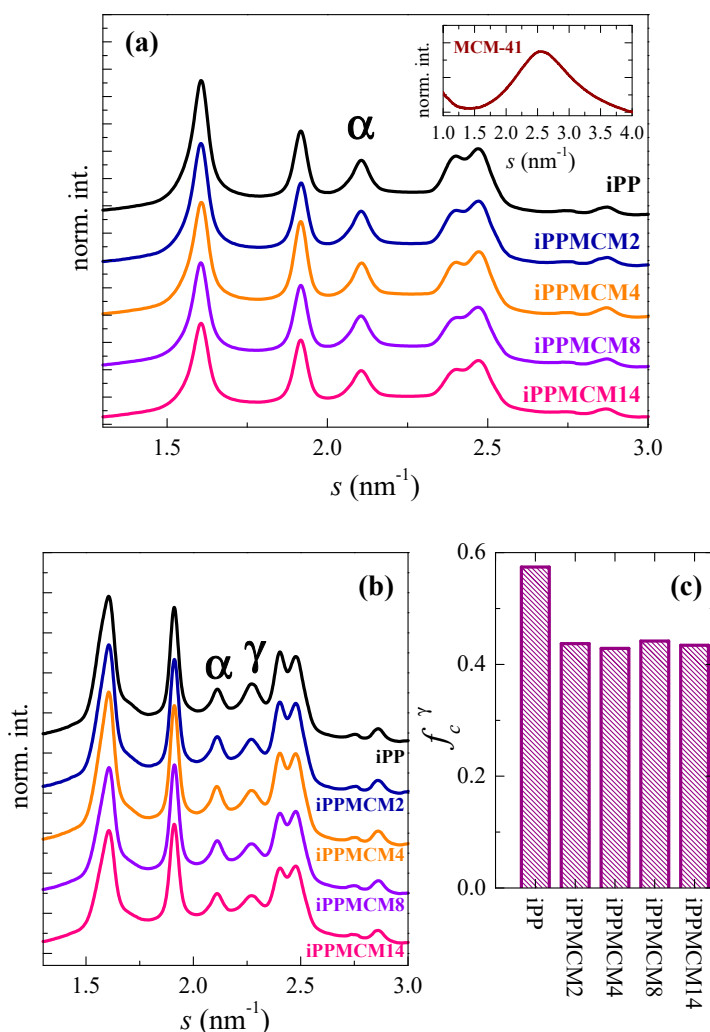 (a)
MCM-41
norm. int.
1.0 1.5 2.0 2.5 3.0 3.5 4.0
s (nm-1)
α
iPP
iPPMCM2
iPPMCM4
iPPMCM8
iPPMCM14
norm. int.
1.5 2.0 2.5 3.0
s (nm-1)
(b)
α γ
iPP
iPPMCM2
iPPMCM4
iPPMCM8
iPPMCM14
norm. int.
1.5 2.0 2.5 3.0
s (nm-1)
(c)
0.6
0.4
0.2
0.0
fcγ
iPP
iPPMCM2
iPPMCM4
iPPMCM8
iPPMCM14